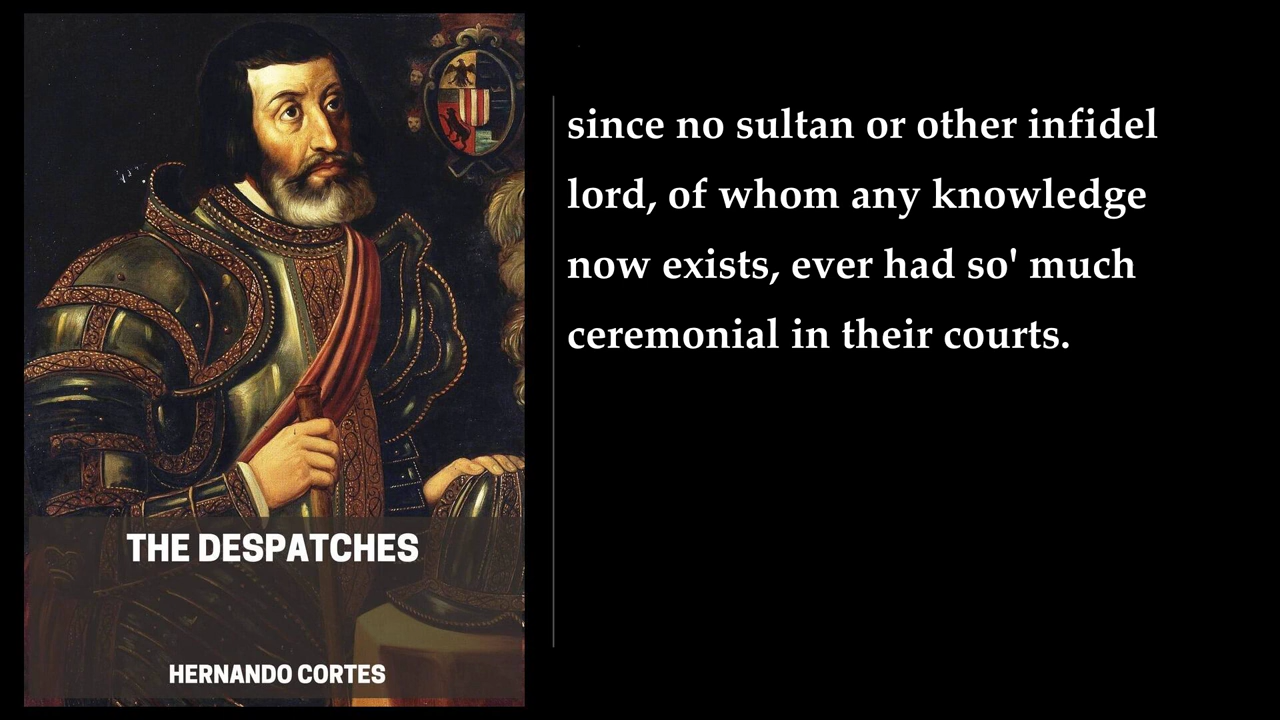 since no sultan or other infidel
lord, of whom any knowledge
now exists, ever had so' much
ceremonial in their courts.
THE DESPATCHES
HERNANDO CORTES